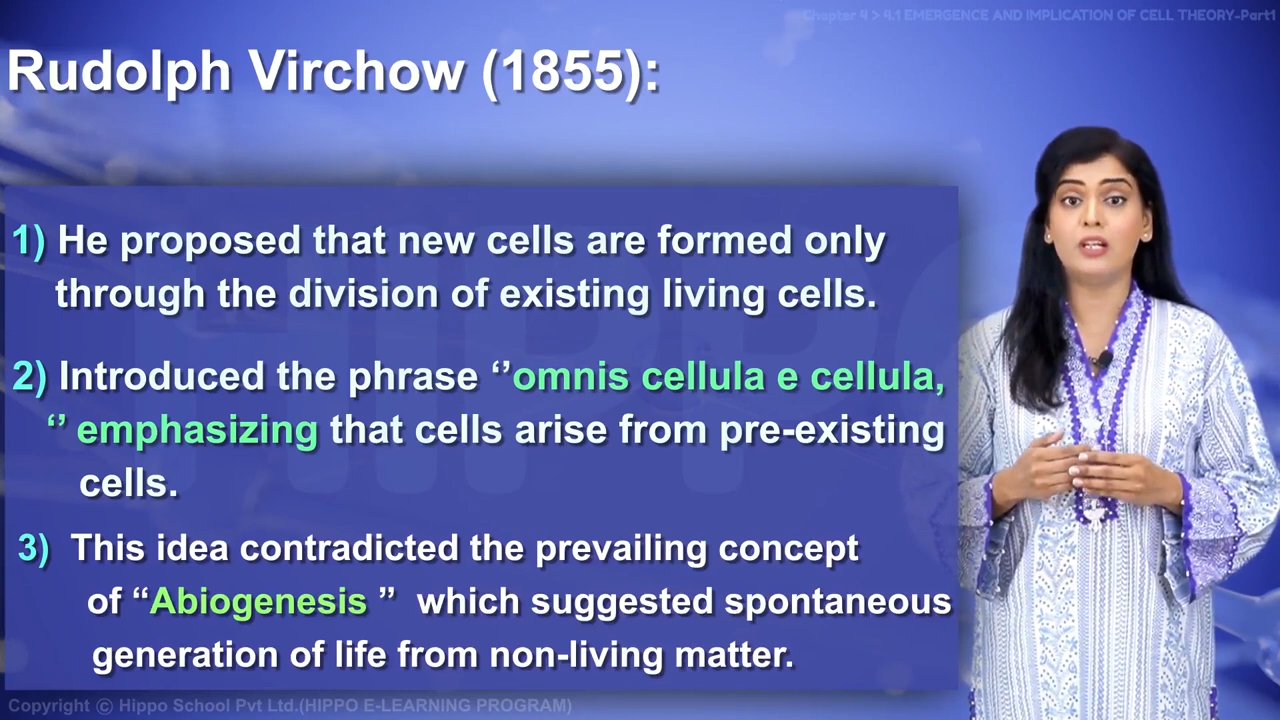 Chapter 4 > 4.1 EMERGENCE AND IMPLICATION OF CELL THEORY-Part1
Rudolph Virchow (1855):
1) He proposed that new cells are formed only
through the division of existing living cells.
2) Introduced the phrase ‘’omnis cellula e cellula,
‘’ emphasizing that cells arise from pre-existing
cells.
3) This idea contradicted the prevailing concept
of “Abiogenesis ” which suggested spontaneous
generation of life from non-living matter.
Copyright © Hippo School Pvt Ltd.(HIPPO E-LEARNING PROGRAM)